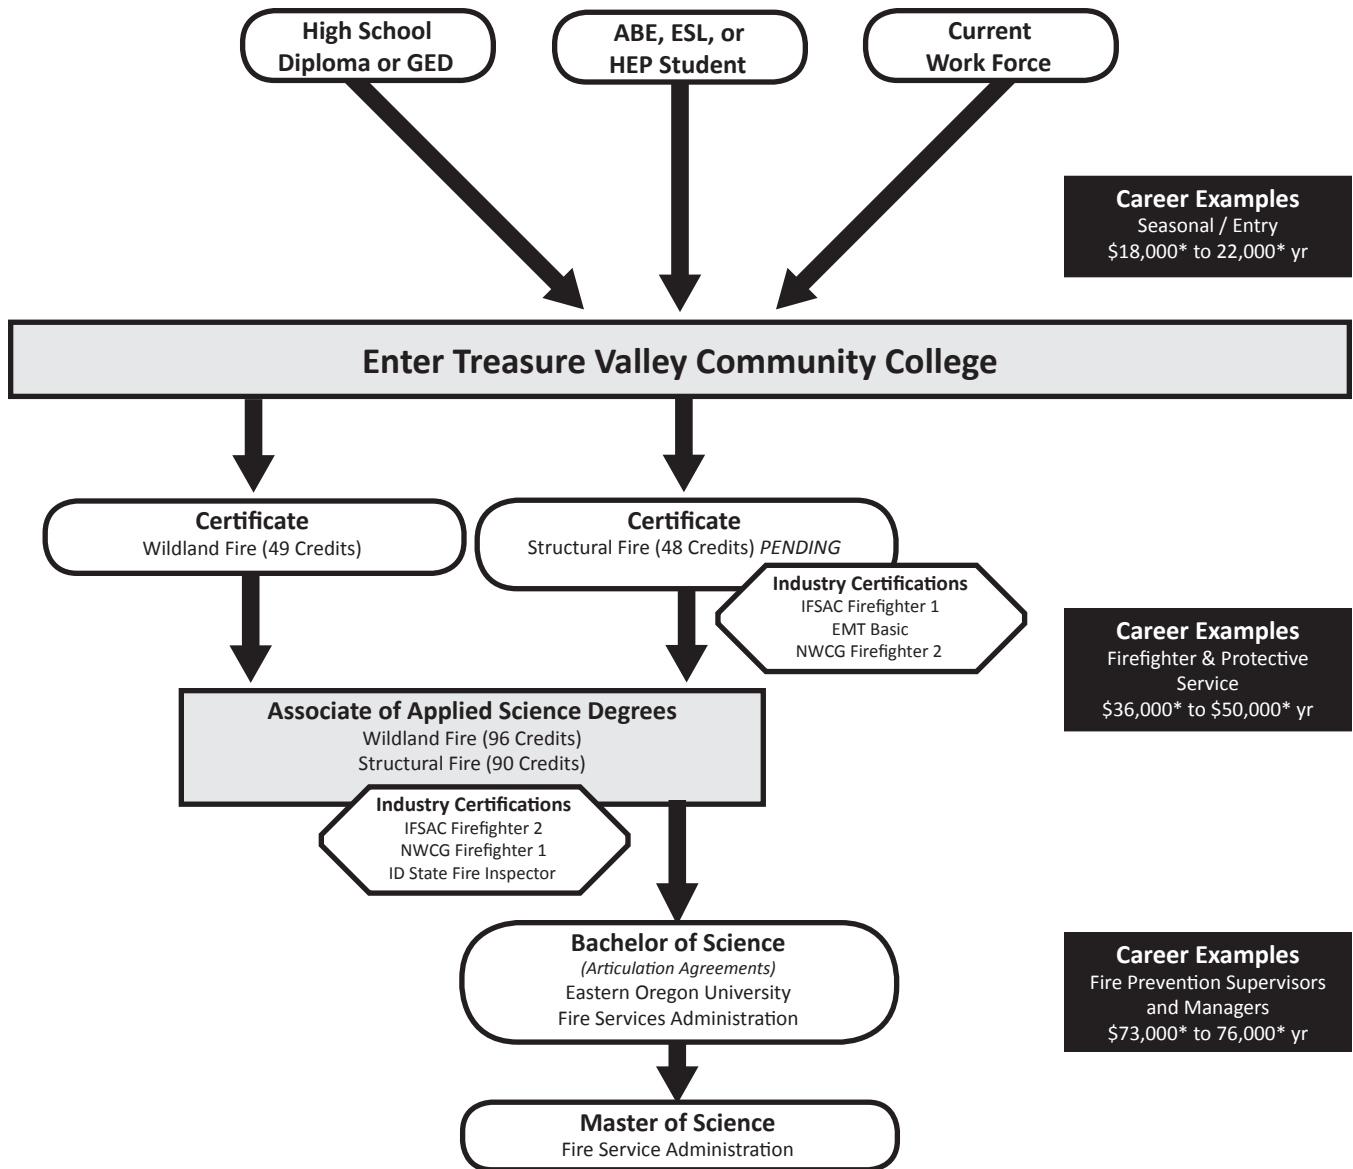 High School
Diploma or GED
ABE, ESL, or
HEP Student
Current
Work Force
Career Examples
Seasonal / Entry
$18,000* to 22,000* yr
Enter Treasure Valley Community College
Certificate
Wildland Fire (49 Credits)
Certificate
Structural Fire (48 Credits) PENDING
Industry Certifications
IFSAC Firefighter 1
EMT Basic
NWCG Firefighter 2
Career Examples
Firefighter & Protective
Service
$36,000* to $50,000* yr
Associate of Applied Science Degrees
Wildland Fire (96 Credits)
Structural Fire (90 Credits)
Industry Certifications
IFSAC Firefighter 2
NWCG Firefighter 1
ID State Fire Inspector
Bachelor of Science
(Articulation Agreements)
Eastern Oregon University
Fire Services Administration
Career Examples
Fire Prevention Supervisors
and Managers
$73,000* to 76,000* yr
Master of Science
Fire Service Administration